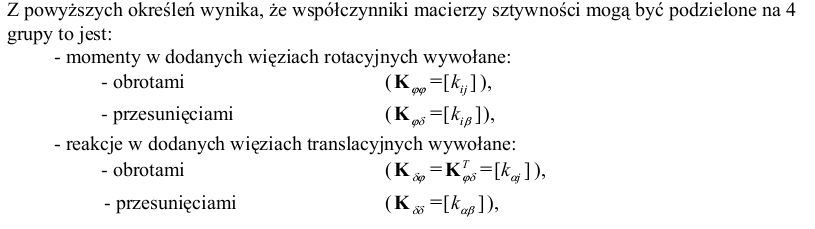 Z powyższych określeń wynika, że współczynniki macierzy sztywności mogą być podzielone na 4
grupy to jest:
- momenty w dodanych więziach rotacyjnych wywołane:
- obrotami (K_φφ=[k_ij]),
- przesunięciami (K_φδ=[k_iβ]),
- reakcje w dodanych więziach translacyjnych wywołane:
- obrotami (K_δφ=K^T_φδ=[k_αj]),
- przesunięciami (K_δδ=[k_αβ]),